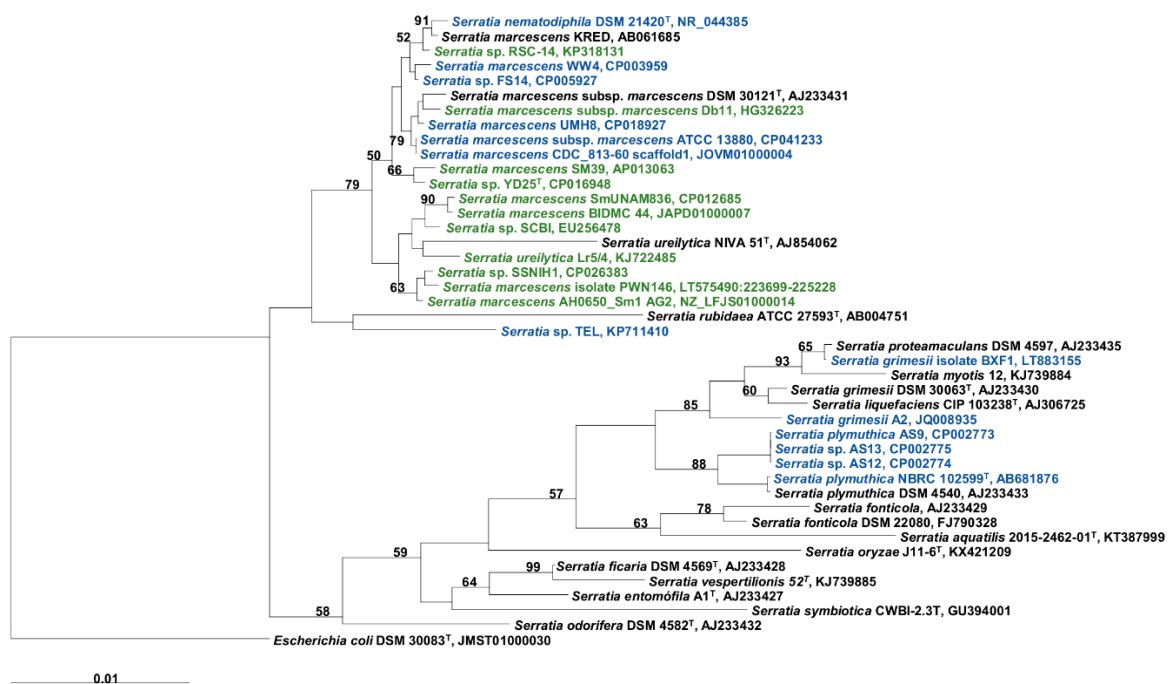 91
Serratia nematodiphila DSM 21420ᵀ, NR_044385
Serratia marcescens KRED, AB061685
52
Serratia sp. RSC-14, KP318131
Serratia marcescens WW4, CP003959
Serratia sp. FS14, CP005927
Serratia marcescens subsp. marcescens DSM 30121ᵀ, AJ233431
Serratia marcescens subsp. marcescens Db11, HG326223
Serratia marcescens UMH8, CP018927
79
Serratia marcescens subsp. marcescens ATCC 13880, CP041233
Serratia marcescens CDC_813-60 scaffold1, JOVM01000004
50
66
Serratia marcescens SM39, AP013063
Serratia sp. YD25ᵀ, CP016948
79
90
Serratia marcescens SmUNAM836, CP012685
Serratia marcescens BIDMC 44, JAPD01000007
Serratia sp. SCBI, EU256478
Serratia ureilytica NIVA 51ᵀ, AJ854062
Serratia ureilytica Lr5/4, KJ722485
Serratia sp. SSNIH1, CP026383
63
Serratia marcescens isolate PWN146, LT575490:223699-225228
Serratia marcescens AH0650_Sm1 AG2, NZ_LFJS01000014
Serratia rubidaea ATCC 27593ᵀ, AB004751
Serratia sp. TEL, KP711410
65
Serratia proteamaculans DSM 4597, AJ233435
93
Serratia grimesii isolate BXF1, LT883155
Serratia myotis 12, KJ739884
60
Serratia grimesii DSM 30063ᵀ, AJ233430
85
Serratia liquefaciens CIP 103238ᵀ, AJ306725
Serratia grimesii A2, JQ008935
Serratia plymuthica AS9, CP002773
Serratia sp. AS13, CP002775
88
Serratia sp. AS12, CP002774
Serratia plymuthica NBRC 102599ᵀ, AB681876
Serratia plymuthica DSM 4540, AJ233433
57
78
Serratia fonticola, AJ233429
63
Serratia fonticola DSM 22080, FJ790328
Serratia aquatilis 2015-2462-01ᵀ, KT387999
59
Serratia oryzae J11-6ᵀ, KX421209
99
Serratia ficaria DSM 4569ᵀ, AJ233428
64
Serratia vespertilionis 52ᵀ, KJ739885
Serratia entomófila A1ᵀ, AJ233427
58
Serratia symbiotica CWBI-2.3T, GU394001
Serratia odorifera DSM 4582ᵀ, AJ233432
Escherichia coli DSM 30083ᵀ, JMST01000030
0.01